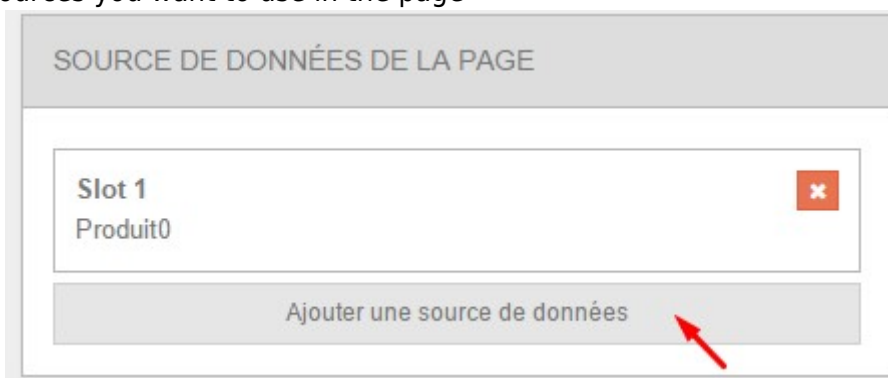 ources you want to use in the page
SOURCE DE DONNÉES DE LA PAGE
Slot 1
Produit0
Ajouter une source de données